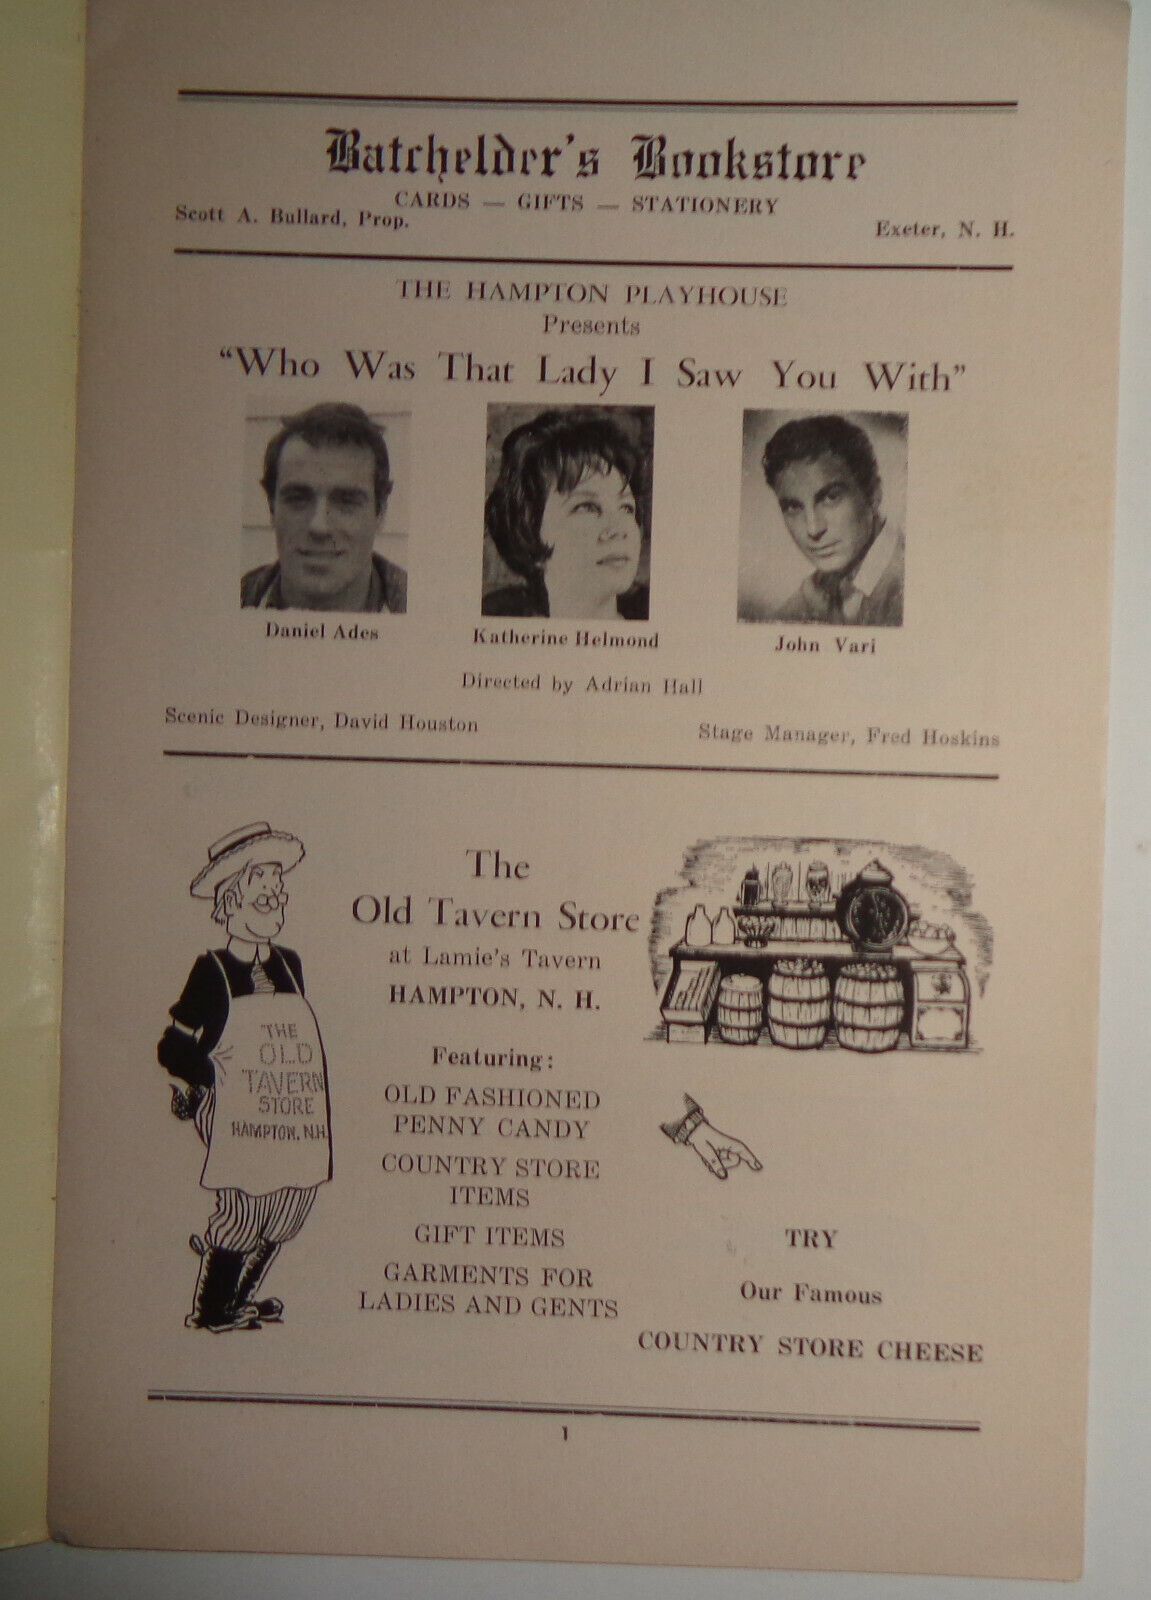 Batchelder's Bookstore
CARDS — GIFTS — STATIONERY
Scott A. Bullard, Prop. Exeter, N. H.
THE HAMPTON PLAYHOUSE
Presents
“Who Was That Lady I Saw You With”
Daniel Ades Katherine Helmond John Vari
Directed by Adrian Hall
Scenic Designer, David Houston Stage Manager, Fred Hoskins
The
Old Tavern Store
at Lamie's Tavern
HAMPTON, N. H.
THE
OLD
TAVERN
STORE
HAMPTON, N.H.
Featuring:
OLD FASHIONED
PENNY CANDY
COUNTRY STORE
ITEMS
GIFT ITEMS
GARMENTS FOR
LADIES AND GENTS
TRY
Our Famous
COUNTRY STORE CHEESE
1